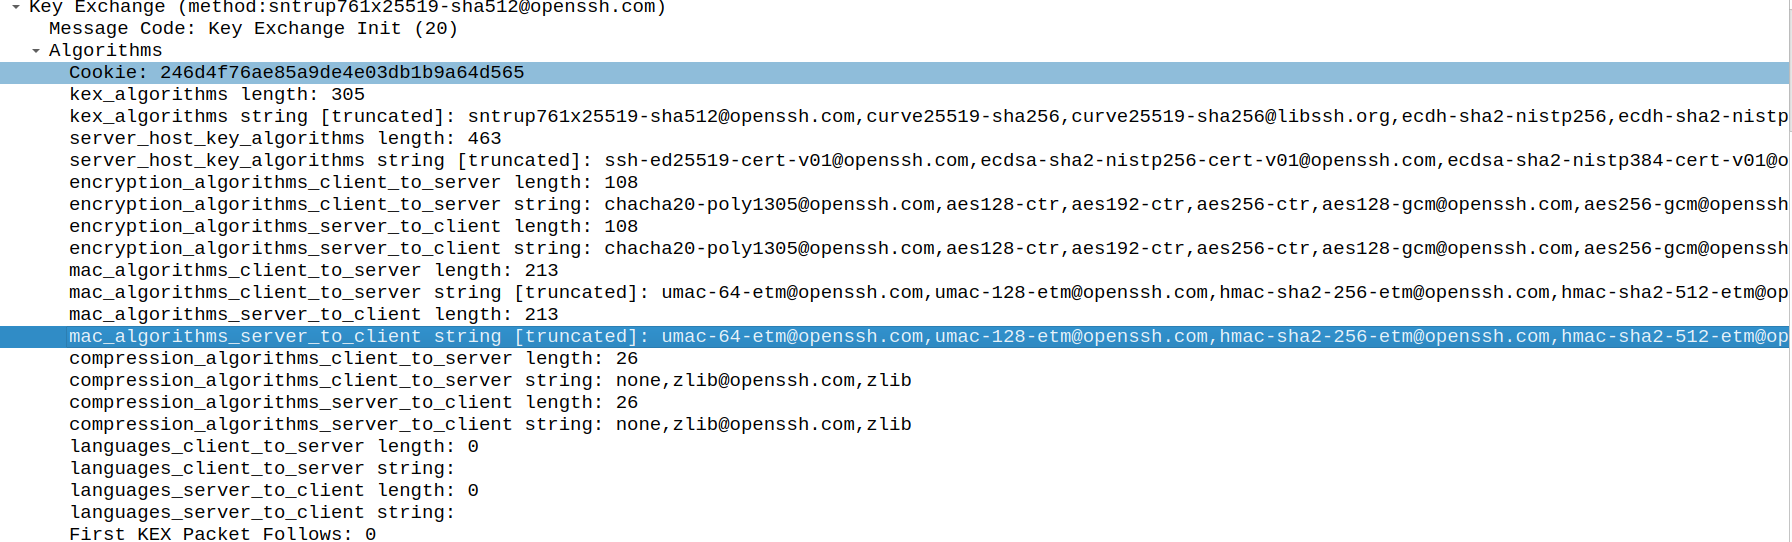 Key Exchange (method:sntrup761x25519-sha512@openssh.com)
Message Code: Key Exchange Init (20)
Algorithms
Cookie: 246d4f76ae85a9de4e03db1b9a64d565
kex_algorithms length: 305
kex_algorithms string [truncated]: sntrup761x25519-sha512@openssh.com,curve25519-sha256,curve25519-sha256@libssh.org,ecdh-sha2-nistp256,ecdh-sha2-nistp
server_host_key_algorithms length: 463
server_host_key_algorithms string [truncated]: ssh-ed25519-cert-v01@openssh.com,ecdsa-sha2-nistp256-cert-v01@openssh.com,ecdsa-sha2-nistp384-cert-v01@o
encryption_algorithms_client_to_server length: 108
encryption_algorithms_client_to_server string: chacha20-poly1305@openssh.com,aes128-ctr,aes192-ctr,aes256-ctr,aes128-gcm@openssh.com,aes256-gcm@openssh
encryption_algorithms_server_to_client length: 108
encryption_algorithms_server_to_client string: chacha20-poly1305@openssh.com,aes128-ctr,aes192-ctr,aes256-ctr,aes128-gcm@openssh.com,aes256-gcm@openssh
mac_algorithms_client_to_server length: 213
mac_algorithms_client_to_server string [truncated]: umac-64-etm@openssh.com,umac-128-etm@openssh.com,hmac-sha2-256-etm@openssh.com,hmac-sha2-512-etm@op
mac_algorithms_server_to_client length: 213
mac_algorithms_server_to_client string [truncated]: umac-64-etm@openssh.com,umac-128-etm@openssh.com,hmac-sha2-256-etm@openssh.com,hmac-sha2-512-etm@op
compression_algorithms_client_to_server length: 26
compression_algorithms_client_to_server string: none,zlib@openssh.com,zlib
compression_algorithms_server_to_client length: 26
compression_algorithms_server_to_client string: none,zlib@openssh.com,zlib
languages_client_to_server length: 0
languages_client_to_server string:
languages_server_to_client length: 0
languages_server_to_client string:
First KEX Packet Follows: 0